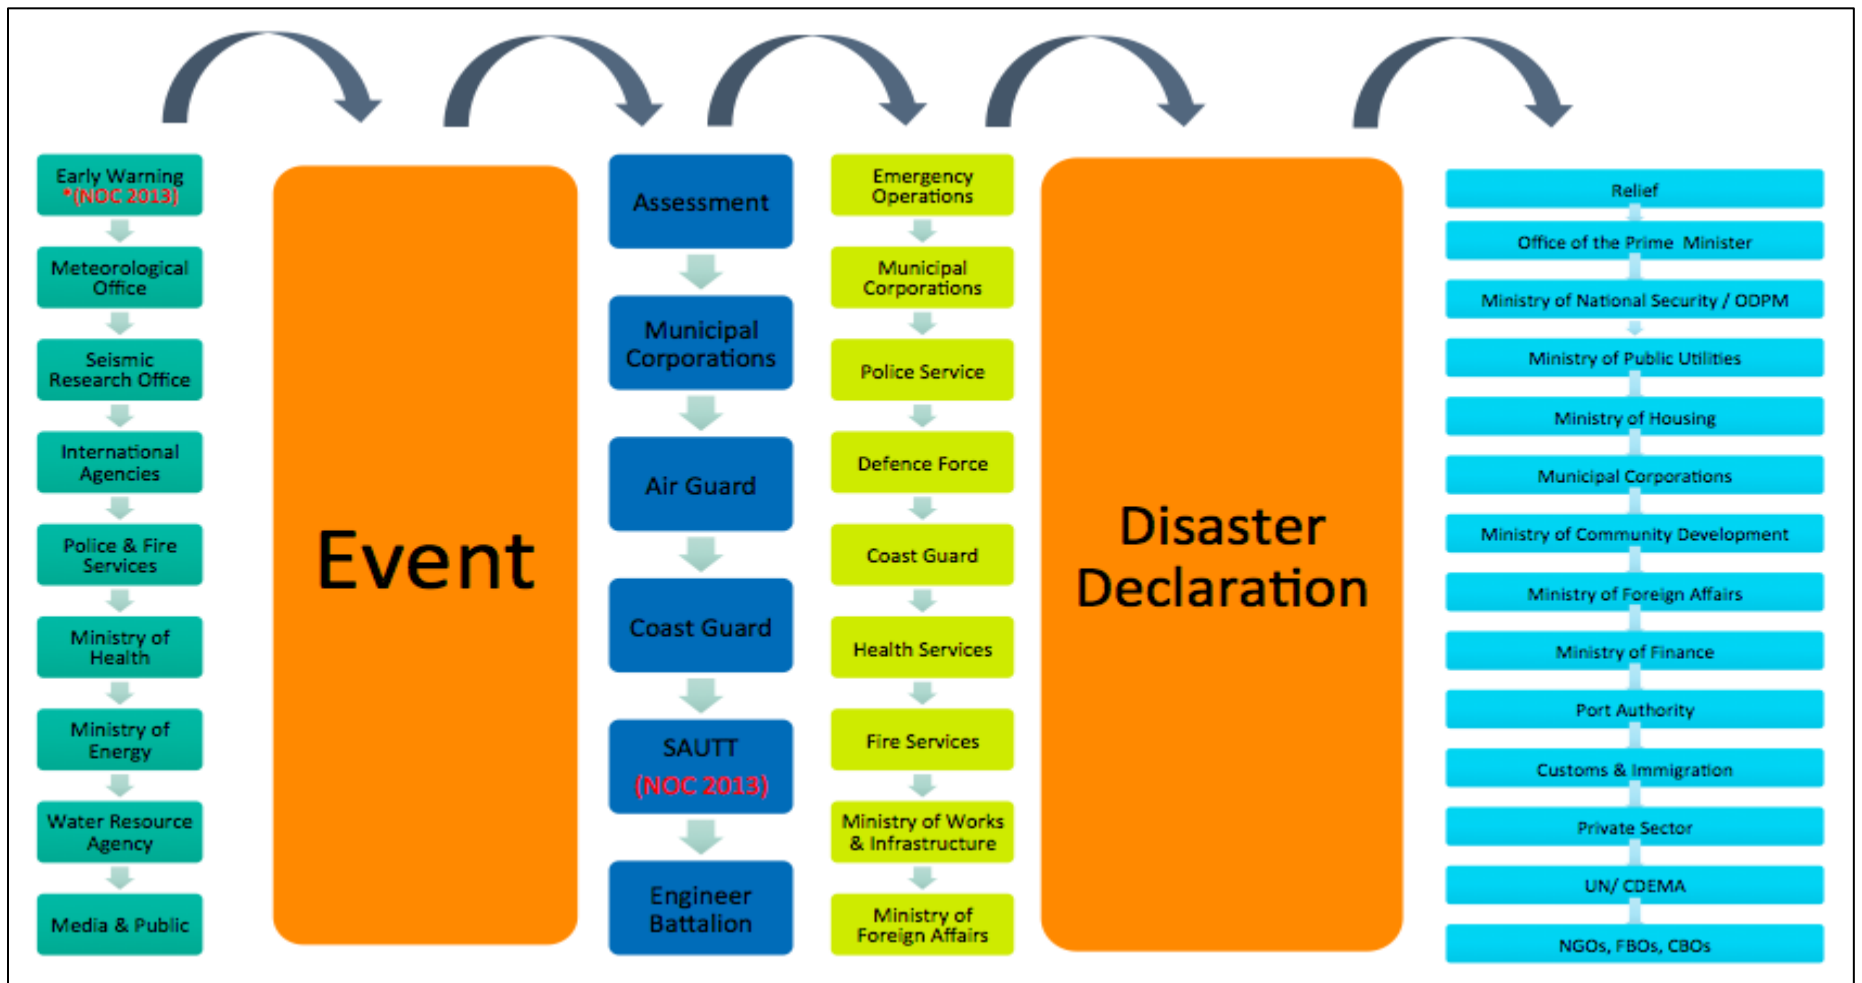 Early Warning
*(NOC 2013)
Meteorological
Office
Seismic
Research Office
International
Agencies
Police & Fire
Services
Ministry of
Health
Ministry of
Energy
Water Resource
Agency
Media & Public
Event
Assessment
Municipal
Corporations
Air Guard
Coast Guard
SAUTT
(NOC 2013)
Engineer
Battalion
Emergency
Operations
Municipal
Corporations
Police Service
Defence Force
Coast Guard
Health Services
Fire Services
Ministry of Works
& Infrastructure
Ministry of
Foreign Affairs
Disaster
Declaration
Relief
Office of the Prime Minister
Ministry of National Security / ODPM
Ministry of Public Utilities
Ministry of Housing
Municipal Corporations
Ministry of Community Development
Ministry of Foreign Affairs
Ministry of Finance
Port Authority
Customs & Immigration
Private Sector
UN/ CDEMA
NGOs, FBOs, CBOs